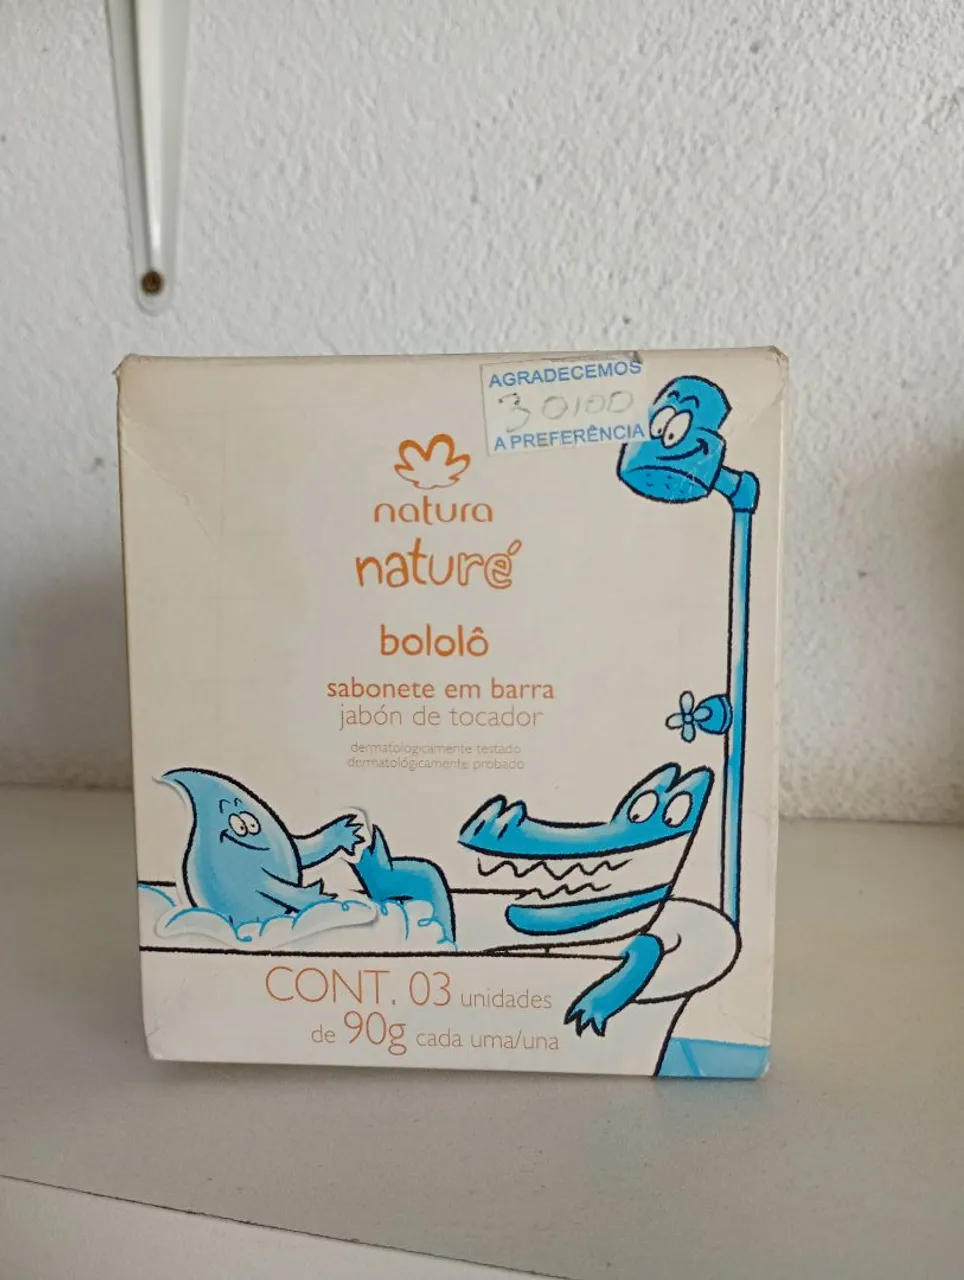 AGRADECEMOS
30,00
A PREFERÊNCIA
natura
naturé
bololô
sabonete em barra
jabón de tocador
dermatologicamente testado
dermatológicamente probado
CONT. 03 unidades
de 90g cada uma/una